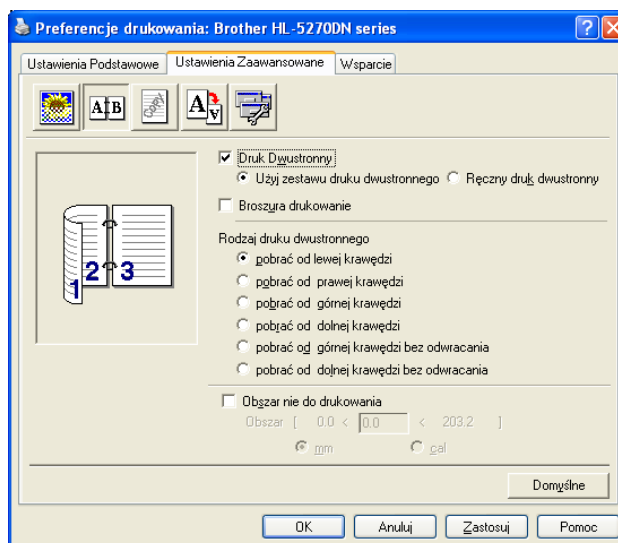 Preferencje drukowania: Brother HL-5270DN series
Ustawienia Podstawowe Ustawienia Zaawansowane Wsparcie
A B A A
Druk Dwustronny
Użyj zestawu druku dwustronnego Ręczny druk dwustronny
Broszura drukowanie
Rodzaj druku dwustronnego
1 2 3
pobrać od lewej krawędzi
pobrać od prawej krawędzi
pobrać od górnej krawędzi
pobrać od dolnej krawędzi
pobrać od górnej krawędzi bez odwracania
pobrać od dolnej krawędzi bez odwracania
Obszar nie do drukowania
Obszar [ 0.0 < 0.0 < 203.2 ]
mm cal
Domyślne
OK Anuluj Zastosuj Pomoc